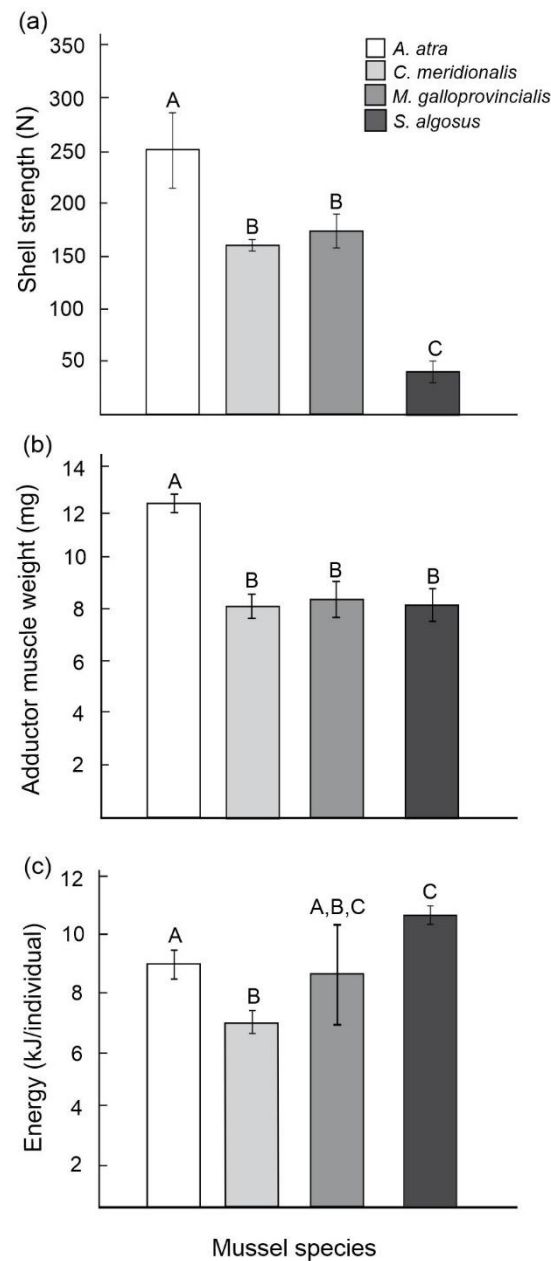 (a)
Shell strength (N)
350
300
250
200
150
100
50
A
B
B
C
A. atra
C. meridionalis
M. galloprovincialis
S. algosus
(b)
Adductor muscle weight (mg)
14
12
10
8
6
4
2
A
B
B
B
(c)
Energy (kJ/individual)
12
10
8
6
4
2
A
B
A,B,C
C
Mussel species